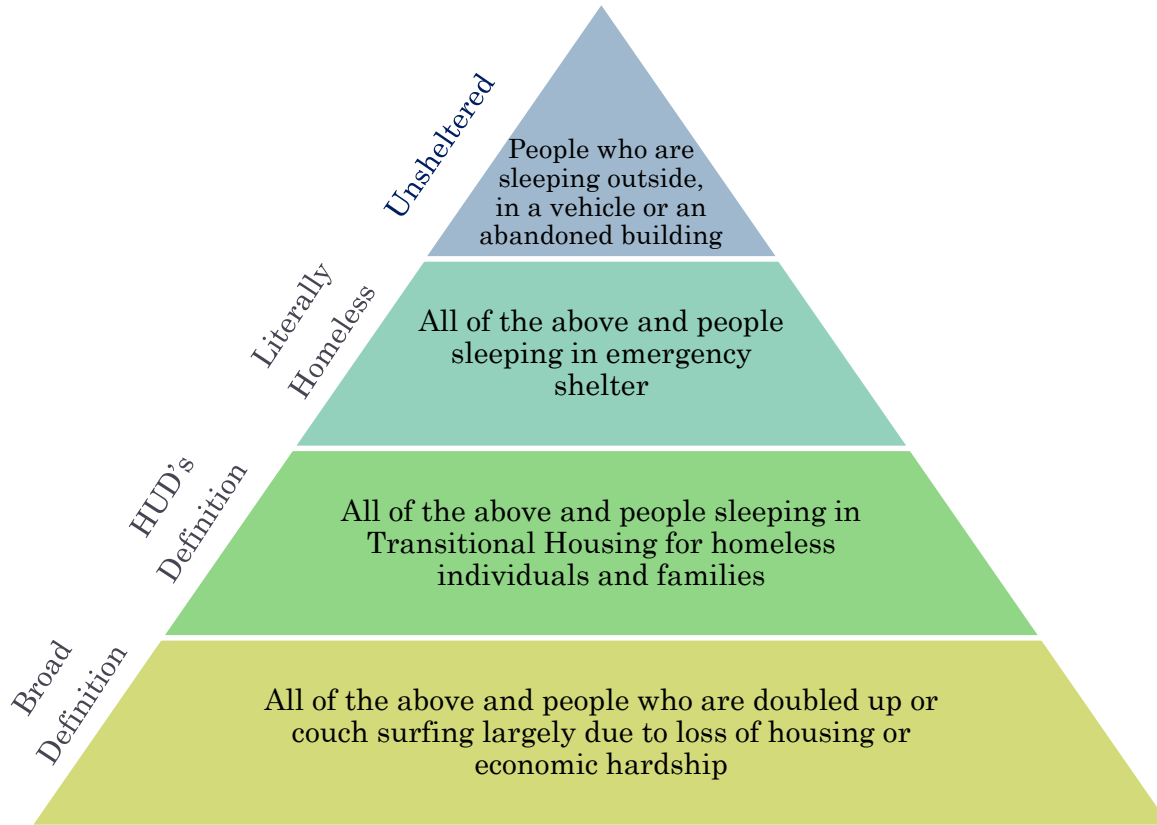 Unsheltered
People who are
sleeping outside,
in a vehicle or an
abandoned building
Literally
Homeless
All of the above and people
sleeping in emergency
shelter
HUD’s
Definition
All of the above and people sleeping in
Transitional Housing for homeless
individuals and families
Broad
Definition
All of the above and people who are doubled up or
couch surfing largely due to loss of housing or
economic hardship